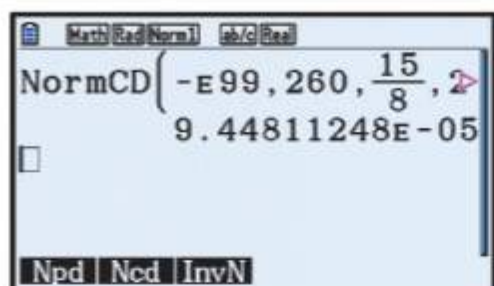 Math Rad Norm1 ab/c Real
NormCD(-E99,260,15/8,2
9.44811248E-05
Npd Ncd InvN